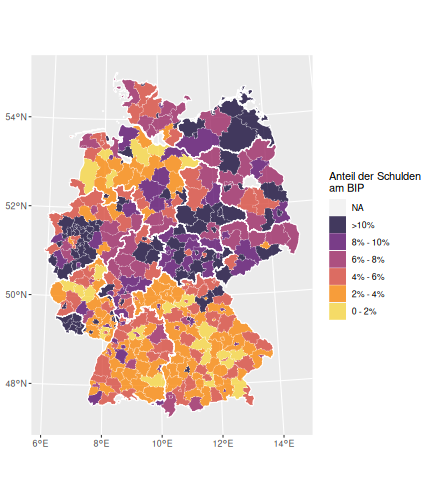 54°N
52°N
50°N
48°N
6°E
8°E
10°E
12°E
14°E
Anteil der Schulden
am BIP
NA
>10%
8% - 10%
6% - 8%
4% - 6%
2% - 4%
0 - 2%